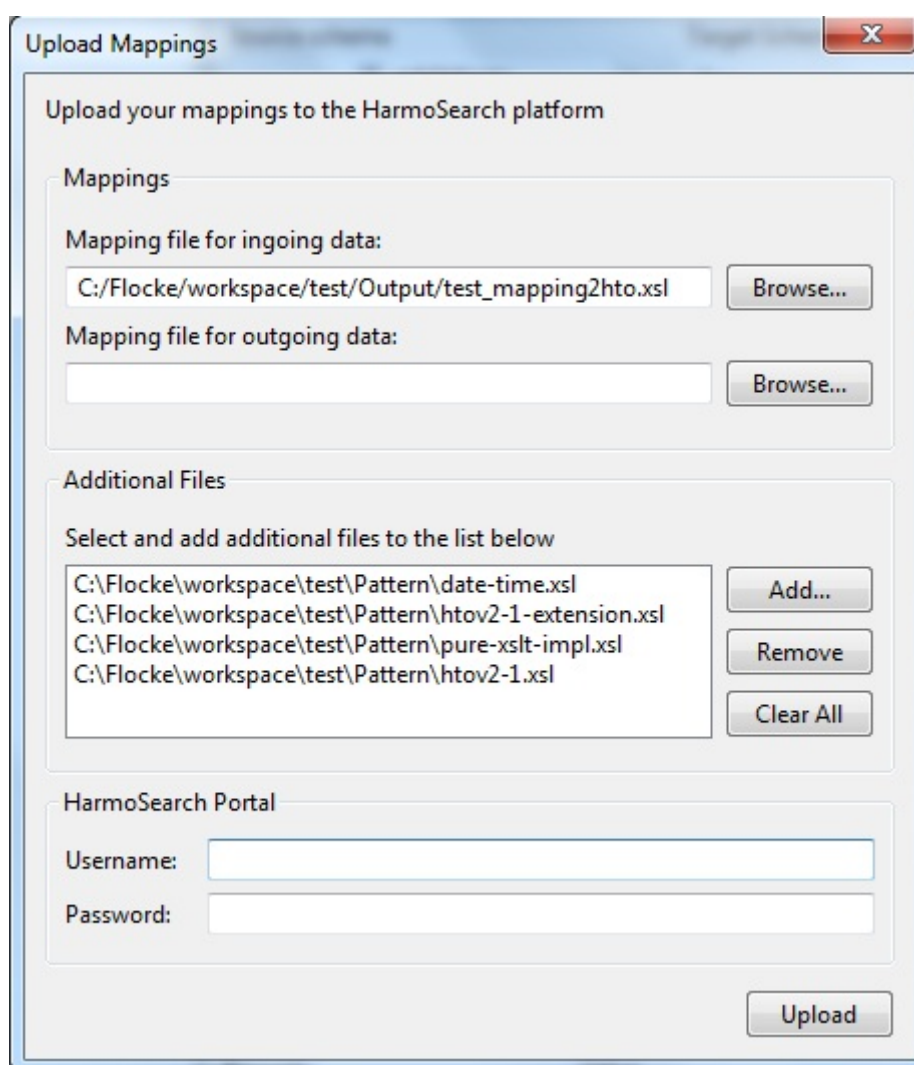 Upload Mappings
Upload your mappings to the HarmoSearch platform
Mappings
Mapping file for ingoing data:
C:/Flocke/workspace/test/Output/test_mapping2hto.xsl Browse...
Mapping file for outgoing data:
Browse...
Additional Files
Select and add additional files to the list below
C:\Flocke\workspace\test\Pattern\date-time.xsl
C:\Flocke\workspace\test\Pattern\htov2-1-extension.xsl
C:\Flocke\workspace\test\Pattern\pure-xslt-impl.xsl
C:\Flocke\workspace\test\Pattern\htov2-1.xsl
Add...
Remove
Clear All
HarmoSearch Portal
Username:
Password:
Upload